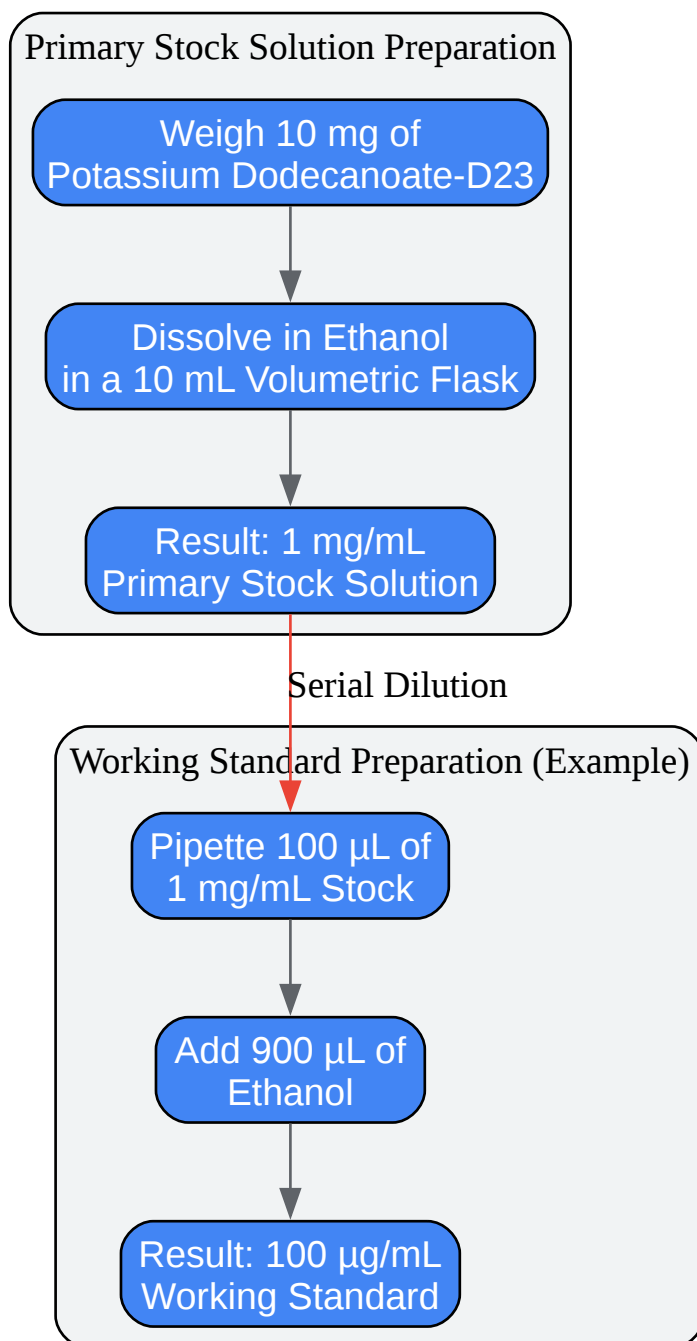 Primary Stock Solution Preparation
Weigh 10 mg of
Potassium Dodecanoate-D23
Dissolve in Ethanol
in a 10 mL Volumetric Flask
Result: 1 mg/mL
Primary Stock Solution
Serial Dilution
Working Standard Preparation (Example)
Pipette 100 µL of
1 mg/mL Stock
Add 900 µL of
Ethanol
Result: 100 µg/mL
Working Standard